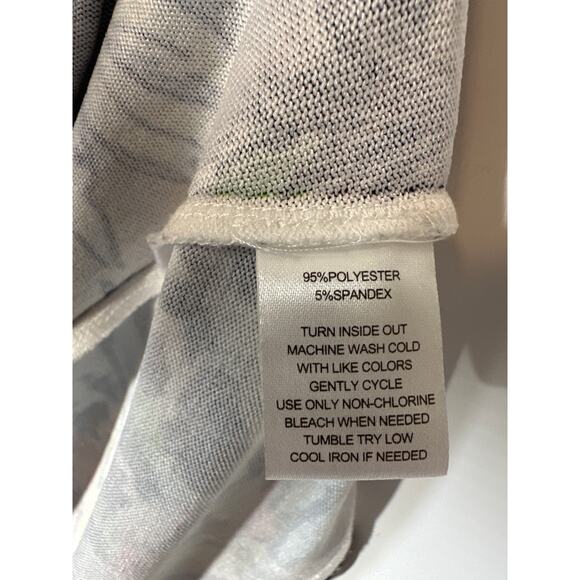 95%POLYESTER
5%SPANDEX
TURN INSIDE OUT
MACHINE WASH COLD
WITH LIKE COLORS
GENTLY CYCLE
USE ONLY NON-CHLORINE
BLEACH WHEN NEEDED
TUMBLE TRY LOW
COOL IRON IF NEEDED